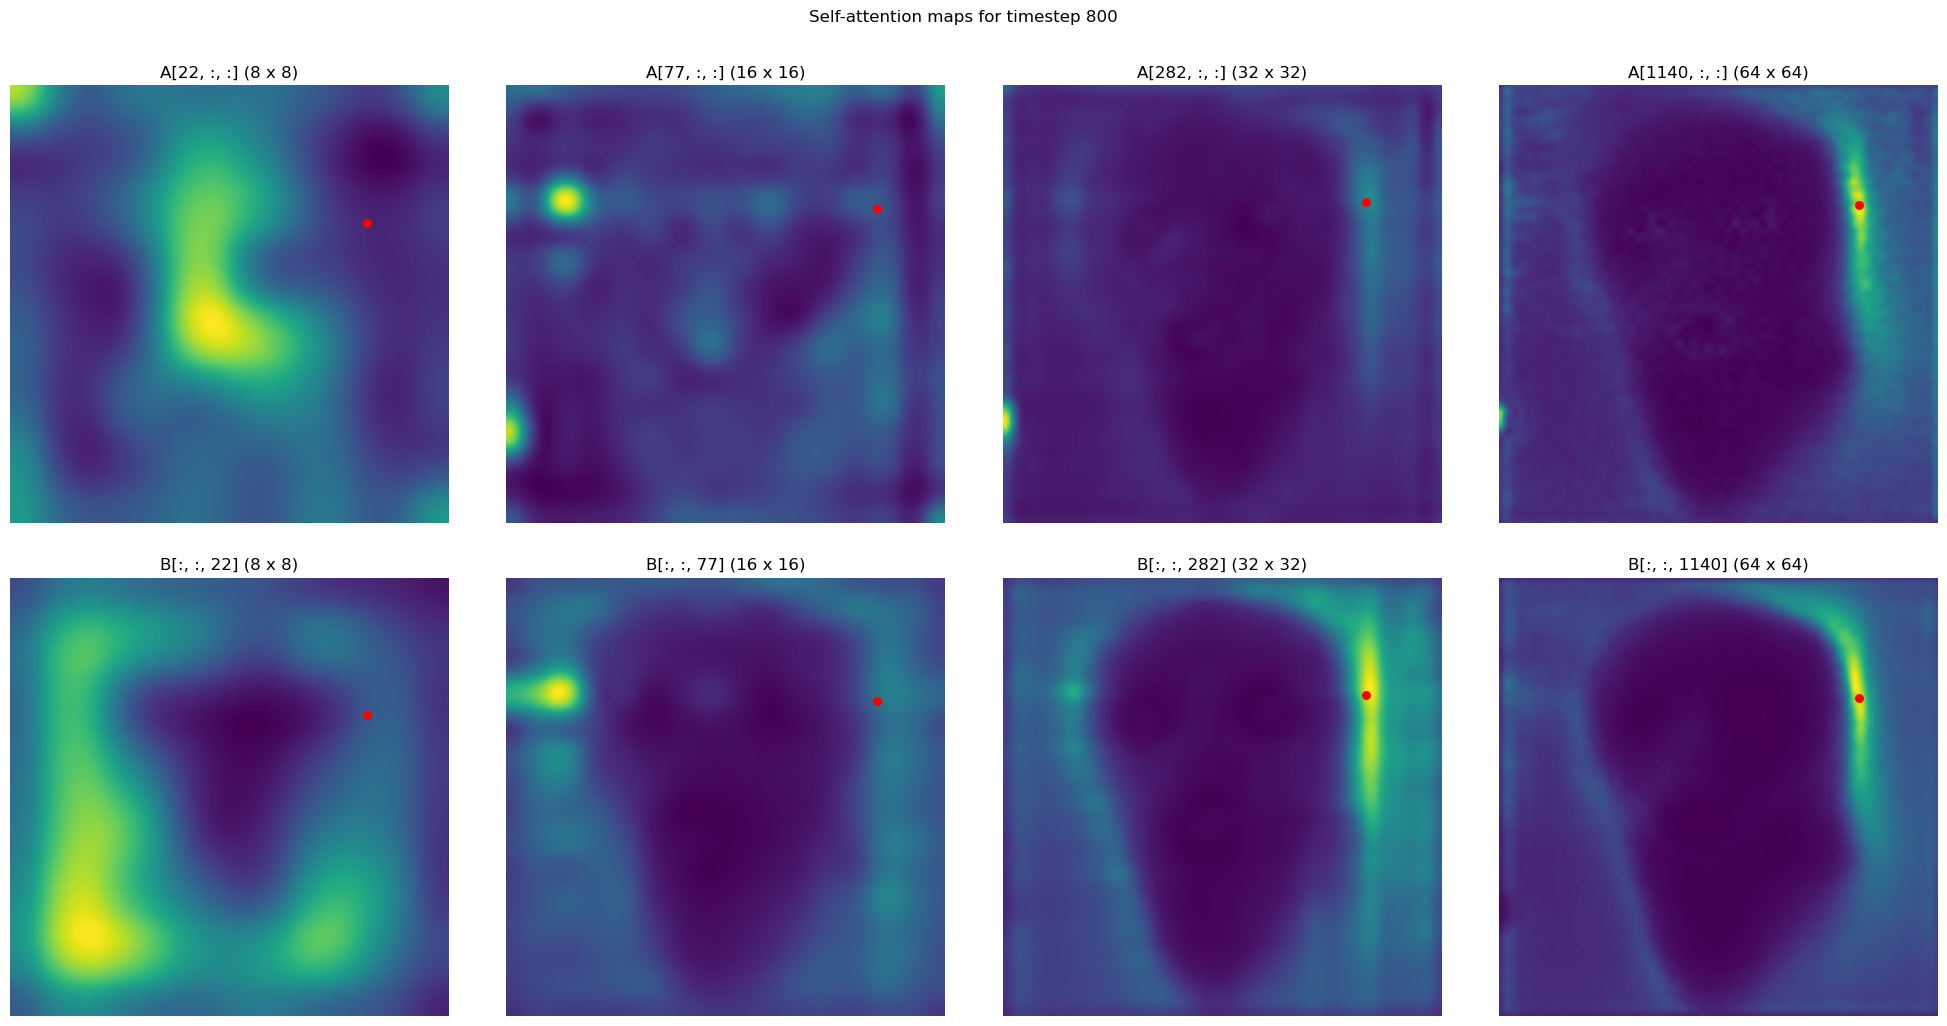 Self-attention maps for timestep 800
A[22, :, :] (8 x 8)
A[77, :, :] (16 x 16)
A[282, :, :] (32 x 32)
A[1140, :, :] (64 x 64)
B[:, :, 22] (8 x 8)
B[:, :, 77] (16 x 16)
B[:, :, 282] (32 x 32)
B[:, :, 1140] (64 x 64)